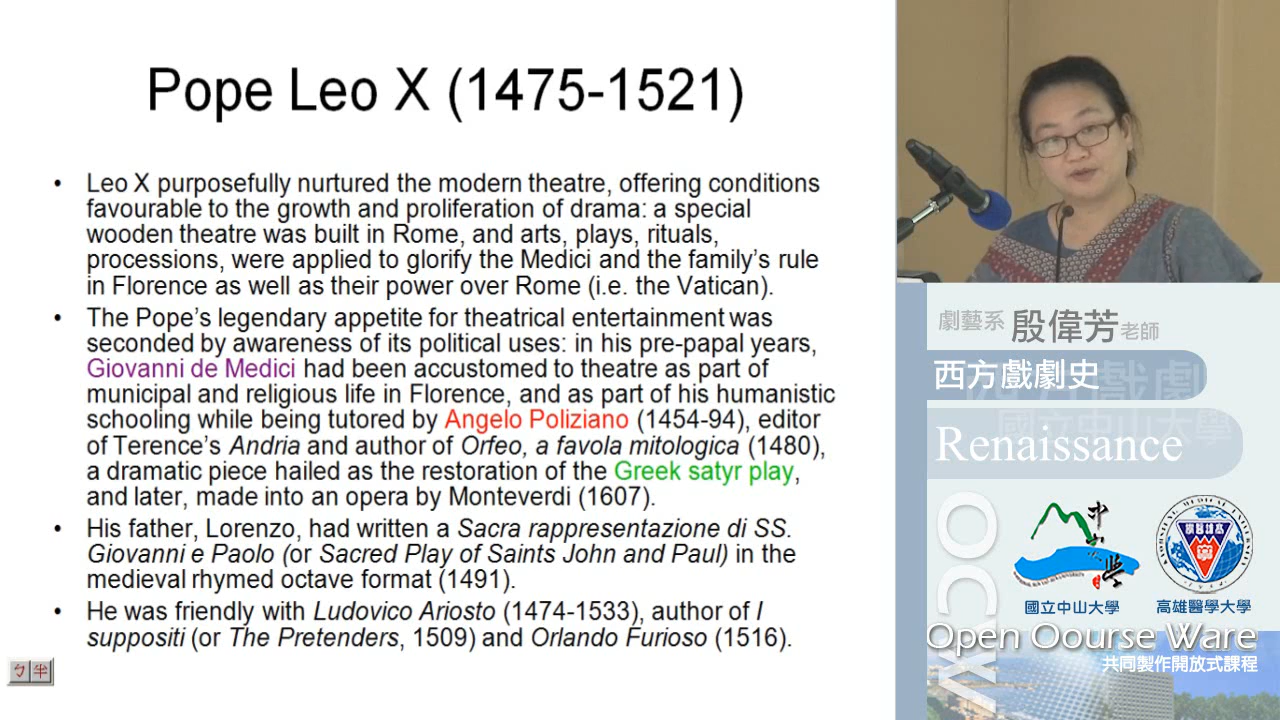 Pope Leo X (1475-1521)
• Leo X purposefully nurtured the modern theatre, offering conditions
favourable to the growth and proliferation of drama: a special
wooden theatre was built in Rome, and arts, plays, rituals,
processions, were applied to glorify the Medici and the family's rule
in Florence as well as their power over Rome (i.e. the Vatican).
• The Pope's legendary appetite for theatrical entertainment was
seconded by awareness of its political uses: in his pre-papal years,
Giovanni de Medici had been accustomed to theatre as part of
municipal and religious life in Florence, and as part of his humanistic
schooling while being tutored by Angelo Poliziano (1454-94), editor
of Terence's Andria and author of Orfeo, a favola mitologica (1480),
a dramatic piece hailed as the restoration of the Greek satyr play,
and later, made into an opera by Monteverdi (1607).
• His father, Lorenzo, had written a Sacra rappresentazione di SS.
Giovanni e Paolo (or Sacred Play of Saints John and Paul) in the
medieval rhymed octave format (1491).
• He was friendly with Ludovico Ariosto (1474-1533), author of I
suppositi (or The Pretenders, 1509) and Orlando Furioso (1516).
ㄅ半
劇藝系 殷偉芳老師
西方戲劇史
Renaissance
OCW
中山大學
國立中山大學
高雄醫學大學
Open Oourse Ware
共同製作開放式課程